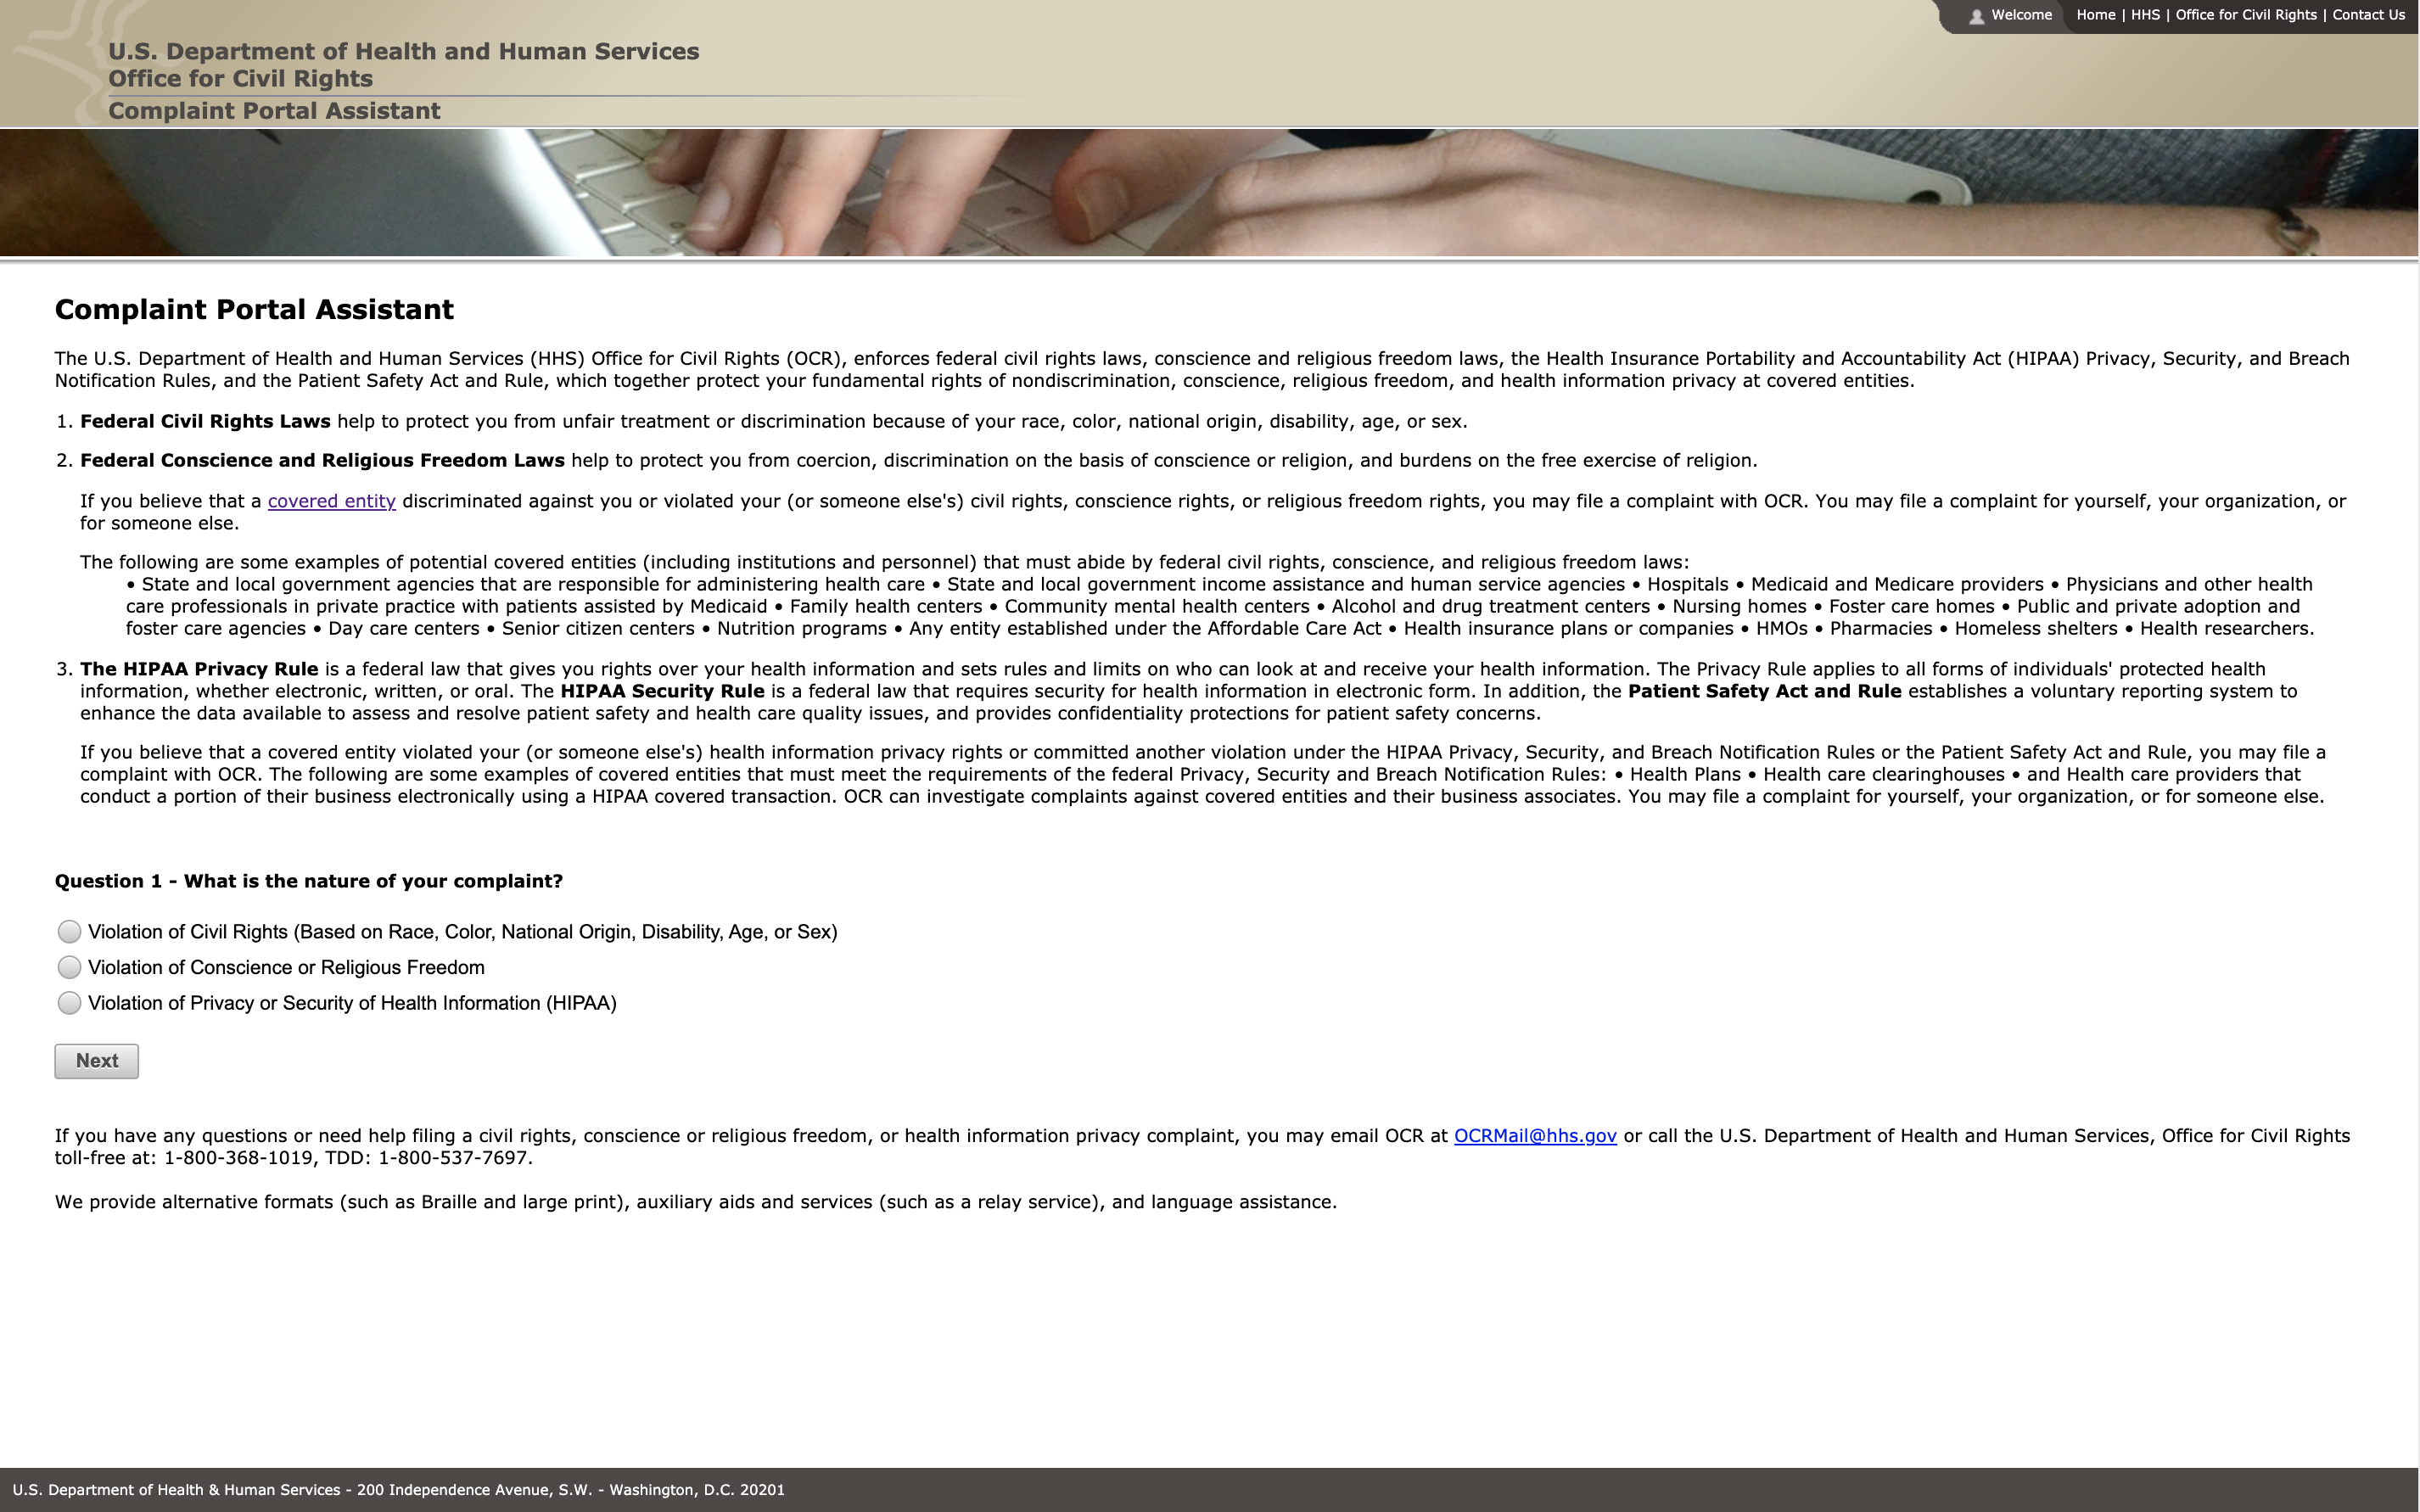 Welcome
Home | HHS | Office for Civil Rights | Contact Us
U.S. Department of Health and Human Services
Office for Civil Rights
Complaint Portal Assistant
Complaint Portal Assistant
The U.S. Department of Health and Human Services (HHS) Office for Civil Rights (OCR), enforces federal civil rights laws, conscience and religious freedom laws, the Health Insurance Portability and Accountability Act (HIPAA) Privacy, Security, and Breach
Notification Rules, and the Patient Safety Act and Rule, which together protect your fundamental rights of nondiscrimination, conscience, religious freedom, and health information privacy at covered entities.
1. Federal Civil Rights Laws help to protect you from unfair treatment or discrimination because of your race, color, national origin, disability, age, or sex.
2. Federal Conscience and Religious Freedom Laws help to protect you from coercion, discrimination on the basis of conscience or religion, and burdens on the free exercise of religion.
If you believe that a covered entity discriminated against you or violated your (or someone else's) civil rights, conscience rights, or religious freedom rights, you may file a complaint with OCR. You may file a complaint for yourself, your organization, or
for someone else.
The following are some examples of potential covered entities (including institutions and personnel) that must abide by federal civil rights, conscience, and religious freedom laws:
• State and local government agencies that are responsible for administering health care • State and local government income assistance and human service agencies • Hospitals • Medicaid and Medicare providers • Physicians and other health
care professionals in private practice with patients assisted by Medicaid • Family health centers • Community mental health centers • Alcohol and drug treatment centers • Nursing homes • Foster care homes • Public and private adoption and
foster care agencies • Day care centers • Senior citizen centers • Nutrition programs • Any entity established under the Affordable Care Act • Health insurance plans or companies • HMOs • Pharmacies • Homeless shelters • Health researchers.
3. The HIPAA Privacy Rule is a federal law that gives you rights over your health information and sets rules and limits on who can look at and receive your health information. The Privacy Rule applies to all forms of individuals' protected health
information, whether electronic, written, or oral. The HIPAA Security Rule is a federal law that requires security for health information in electronic form. In addition, the Patient Safety Act and Rule establishes a voluntary reporting system to
enhance the data available to assess and resolve patient safety and health care quality issues, and provides confidentiality protections for patient safety concerns.
If you believe that a covered entity violated your (or someone else's) health information privacy rights or committed another violation under the HIPAA Privacy, Security, and Breach Notification Rules or the Patient Safety Act and Rule, you may file a
complaint with OCR. The following are some examples of covered entities that must meet the requirements of the federal Privacy, Security and Breach Notification Rules: • Health Plans • Health care clearinghouses • and Health care providers that
conduct a portion of their business electronically using a HIPAA covered transaction. OCR can investigate complaints against covered entities and their business associates. You may file a complaint for yourself, your organization, or for someone else.
Question 1 - What is the nature of your complaint?
Violation of Civil Rights (Based on Race, Color, National Origin, Disability, Age, or Sex)
Violation of Conscience or Religious Freedom
Violation of Privacy or Security of Health Information (HIPAA)
Next
If you have any questions or need help filing a civil rights, conscience or religious freedom, or health information privacy complaint, you may email OCR at OCRMail@hhs.gov or call the U.S. Department of Health and Human Services, Office for Civil Rights
toll-free at: 1-800-368-1019, TDD: 1-800-537-7697.
We provide alternative formats (such as Braille and large print), auxiliary aids and services (such as a relay service), and language assistance.
U.S. Department of Health & Human Services - 200 Independence Avenue, S.W. - Washington, D.C. 20201